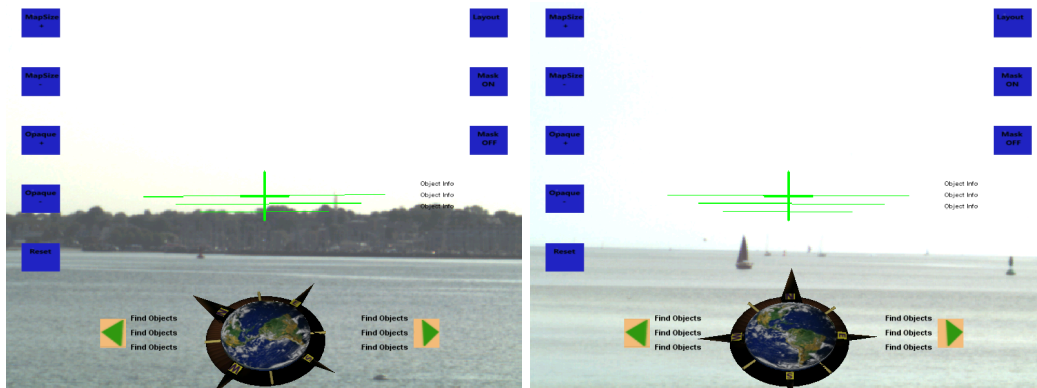 MapSize
+
Layout
MapSize
-
Mask
ON
Opaque
+
Mask
OFF
Opaque
-
Object Info
Object Info
Object Info
Reset
Find Objects
Find Objects
Find Objects
Find Objects
Find Objects
Find Objects
MapSize
+
Layout
MapSize
-
Mask
ON
Opaque
+
Mask
OFF
Opaque
-
Object Info
Object Info
Object Info
Reset
Find Objects
Find Objects
Find Objects
Find Objects
Find Objects
Find Objects
N
W
E
S